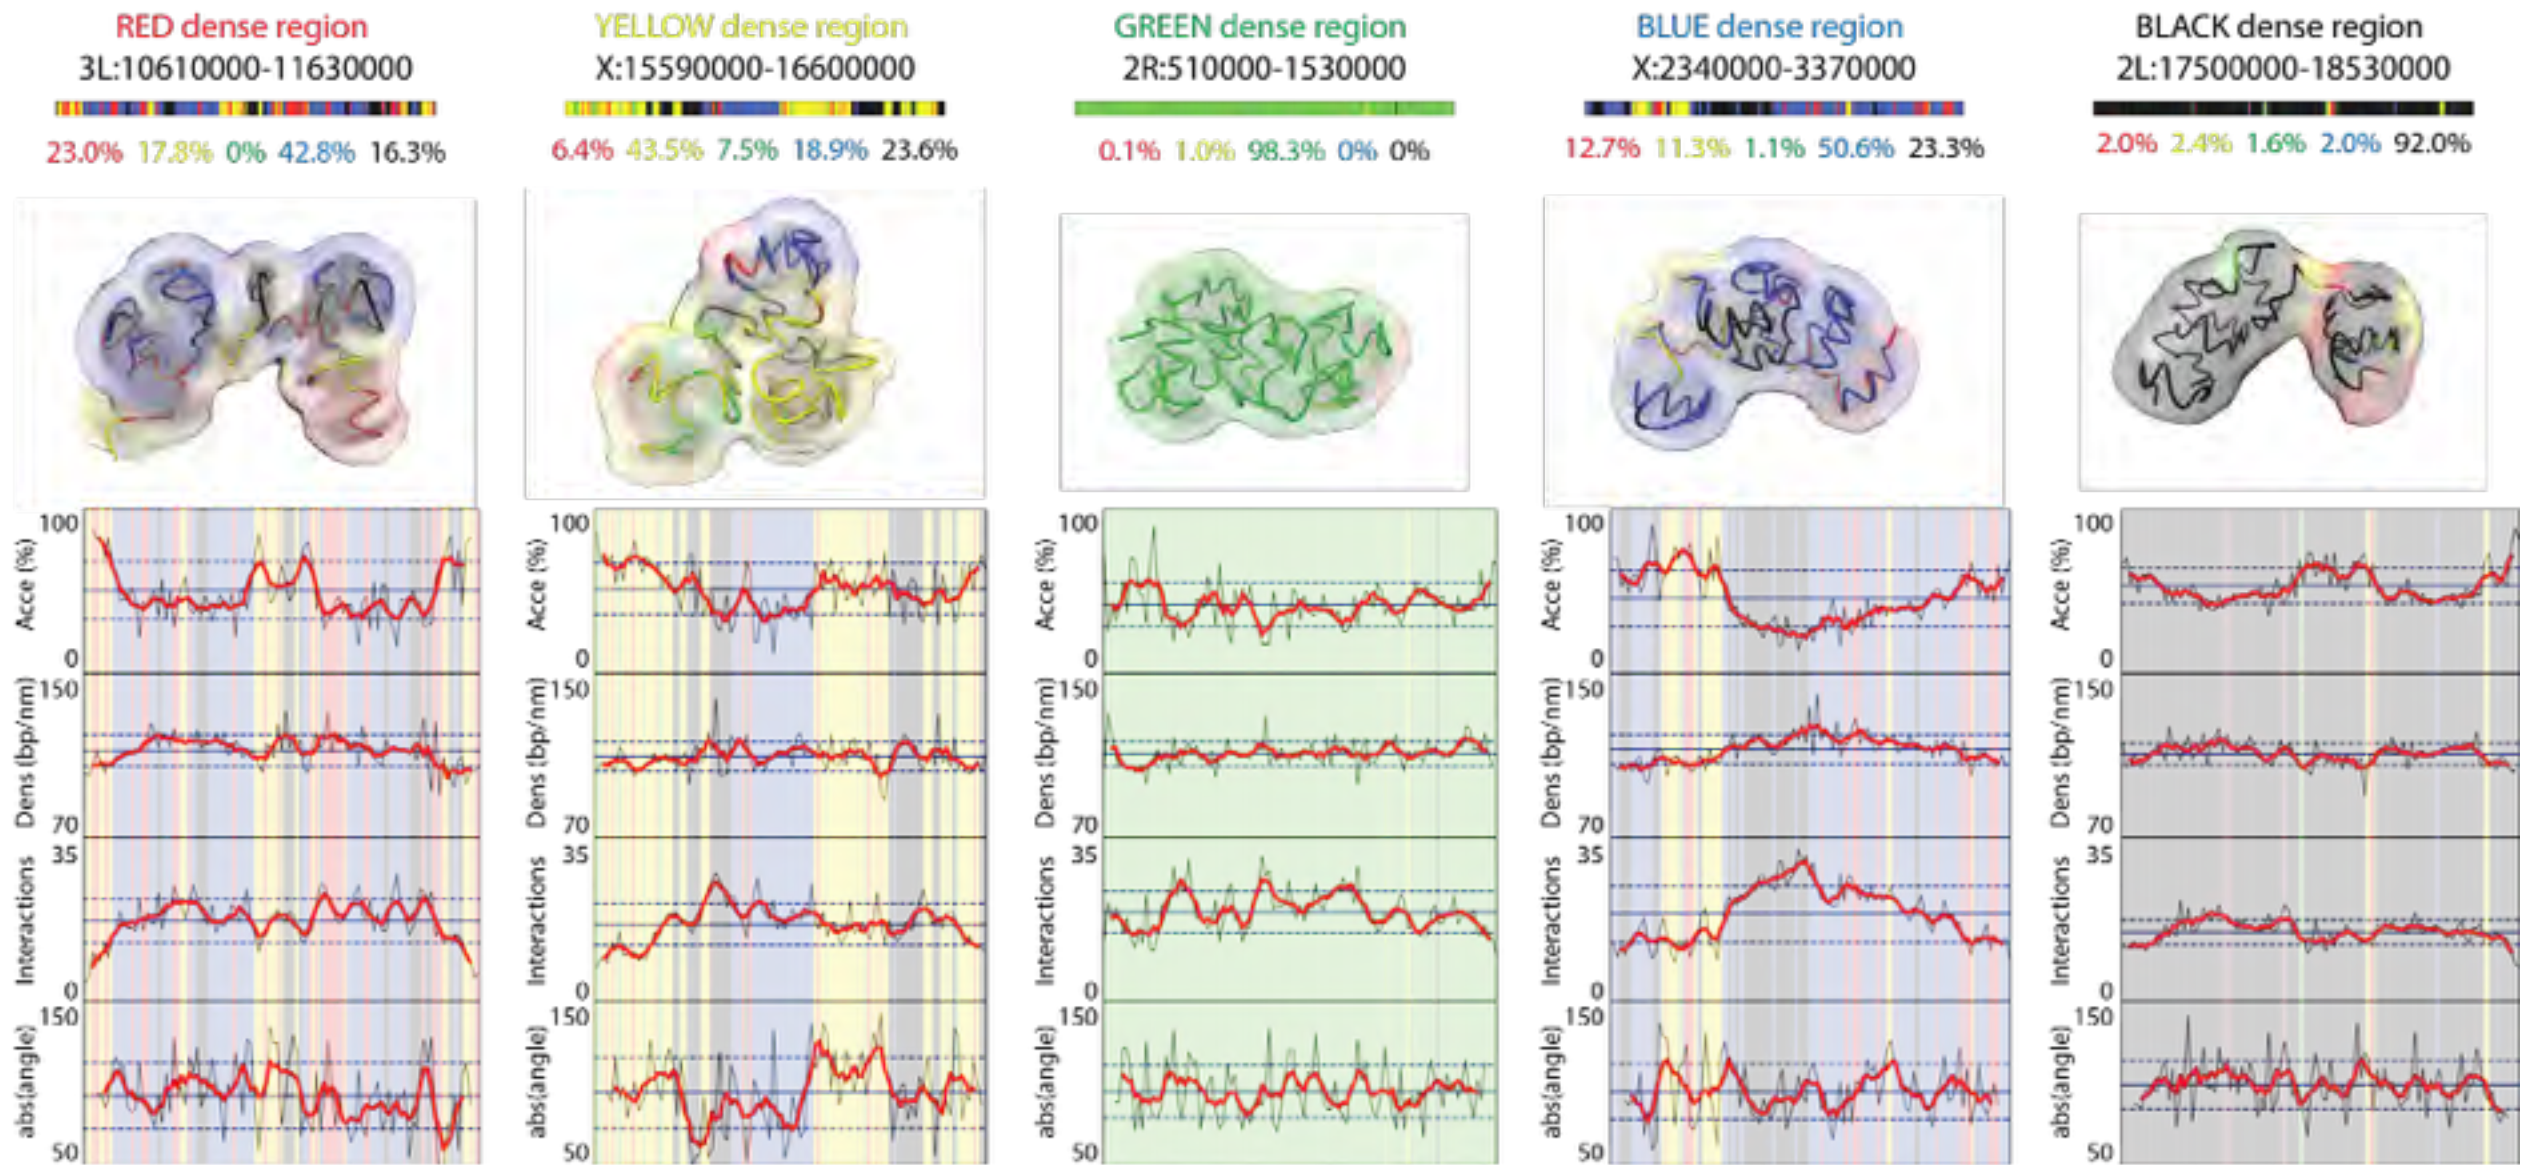 RED dense region
3L:10610000-11630000
23.0% 17.8% 0% 42.8% 16.3%
YELLOW dense region
X:15590000-16600000
6.4% 43.5% 7.5% 18.9% 23.6%
GREEN dense region
2R:510000-1530000
0.1% 1.0% 98.3% 0% 0%
BLUE dense region
X:2340000-3370000
12.7% 11.3% 1.1% 50.6% 23.3%
BLACK dense region
2L:17500000-18530000
2.0% 2.4% 1.6% 2.0% 92.0%
100
Acce (%)
0
150
Dens (bp/nm)
70
35
Interactions
0
150
abs(angle)
50
100
Acce (%)
0
150
Dens (bp/nm)
70
35
Interactions
0
150
abs(angle)
50
100
Acce (%)
0
150
Dens (bp/nm)
70
35
Interactions
0
150
abs(angle)
50
100
Acce (%)
0
150
Dens (bp/nm)
70
35
Interactions
0
150
abs(angle)
50
100
Acce (%)
0
150
Dens (bp/nm)
70
35
Interactions
0
150
abs(angle)
50